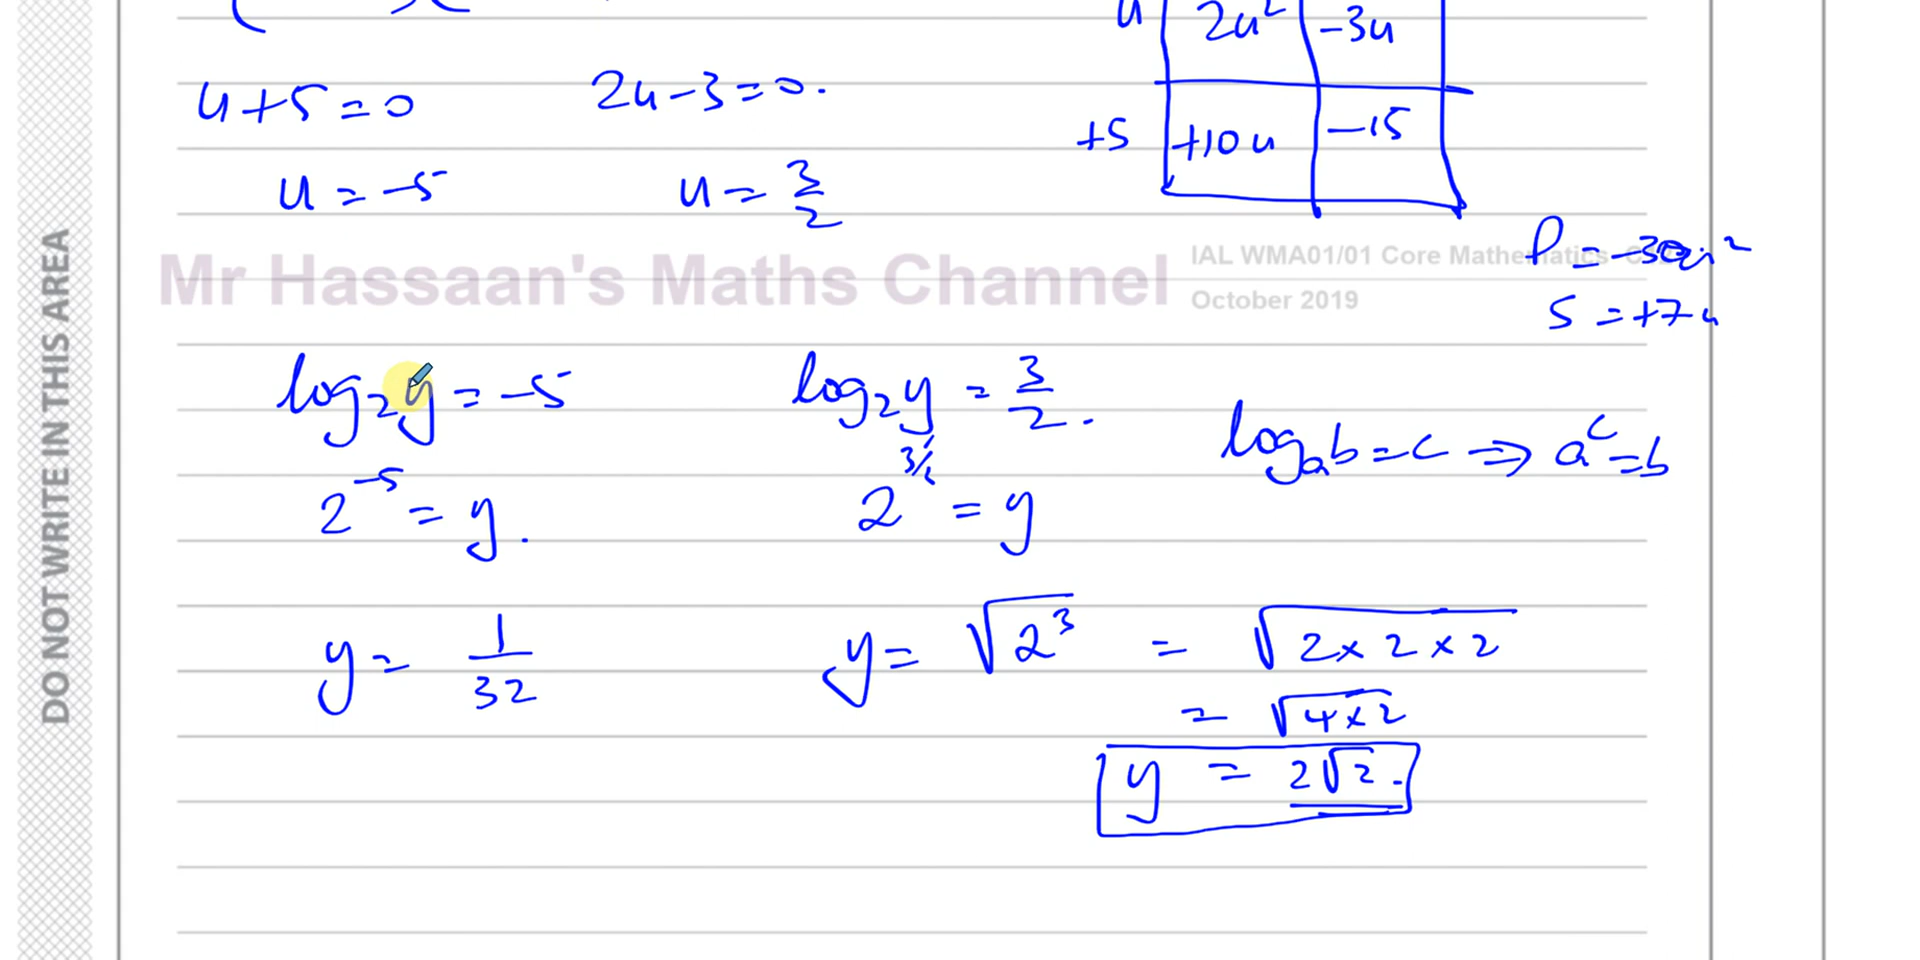 u 2u² -3u
u+5=0 2u-3=0.
+5 +10u -15
u = -5 u = 3/2
P = -30u²
S = +7u
Mr Hassaan's Maths Channel
IAL WMA01/01 Core Mathematics
October 2019
log₂y = -5 log₂y = 3/2.
logₐb = c ⇒ aᶜ = b
2⁻⁵ = y. 2^(3/2) = y
y = 1/32 y = √2³ = √2×2×2
= √4×2
y = 2√2.
DO NOT WRITE IN THIS AREA